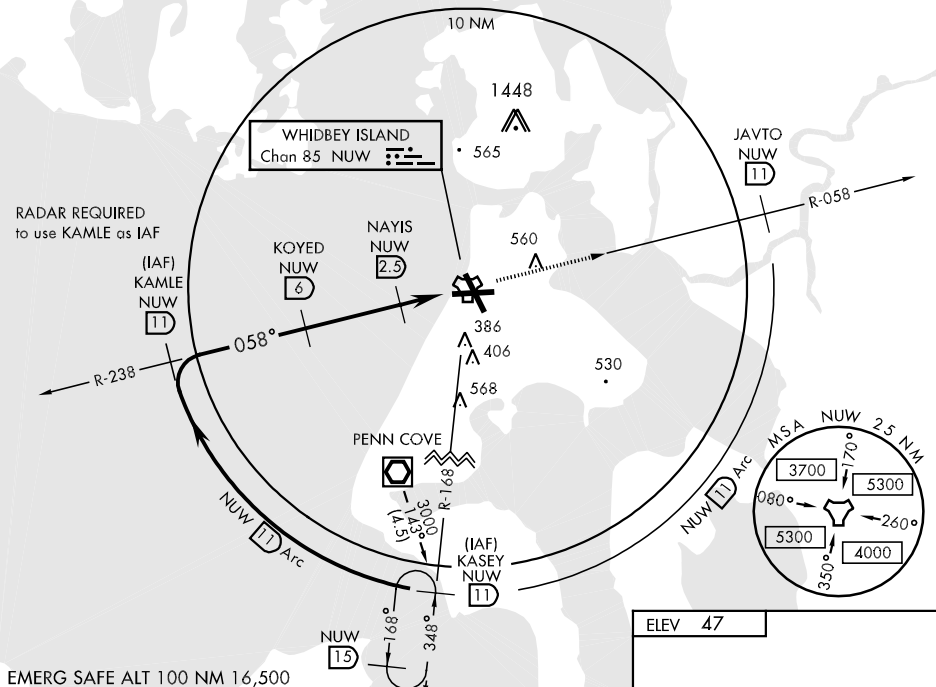 10 NM
1448
WHIDBEY ISLAND
Chan 85 NUW
565
JAVTO
NUW
11
R-058
RADAR REQUIRED
to use KAMLE as IAF
(IAF)
KAMLE
NUW
11
KOYED
NUW
6
NAYIS
NUW
2.5
560
058°
R-238
386
406
568
530
PENN COVE
3000
143°
(4.5)
R-168
NUW 11 Arc
NUW 11 Arc
(IAF)
KASEY
NUW
11
168°
348°
NUW
15
MSA NUW 25 NM
3700
170°
5300
080°
260°
5300
350°
4000
ELEV 47
EMERG SAFE ALT 100 NM 16,500